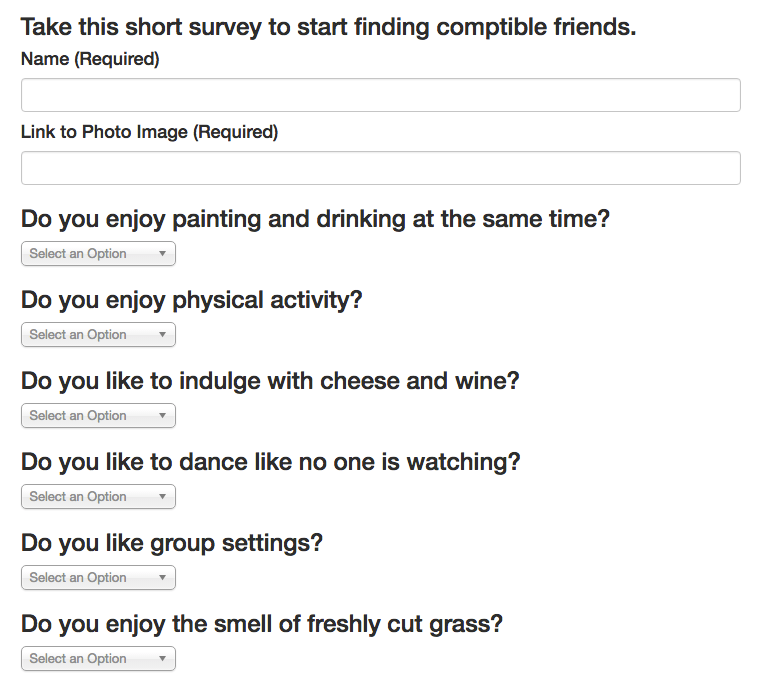 Take this short survey to start finding comptible friends.
Name (Required)
Link to Photo Image (Required)
Do you enjoy painting and drinking at the same time?
Select an Option
Do you enjoy physical activity?
Select an Option
Do you like to indulge with cheese and wine?
Select an Option
Do you like to dance like no one is watching?
Select an Option
Do you like group settings?
Select an Option
Do you enjoy the smell of freshly cut grass?
Select an Option